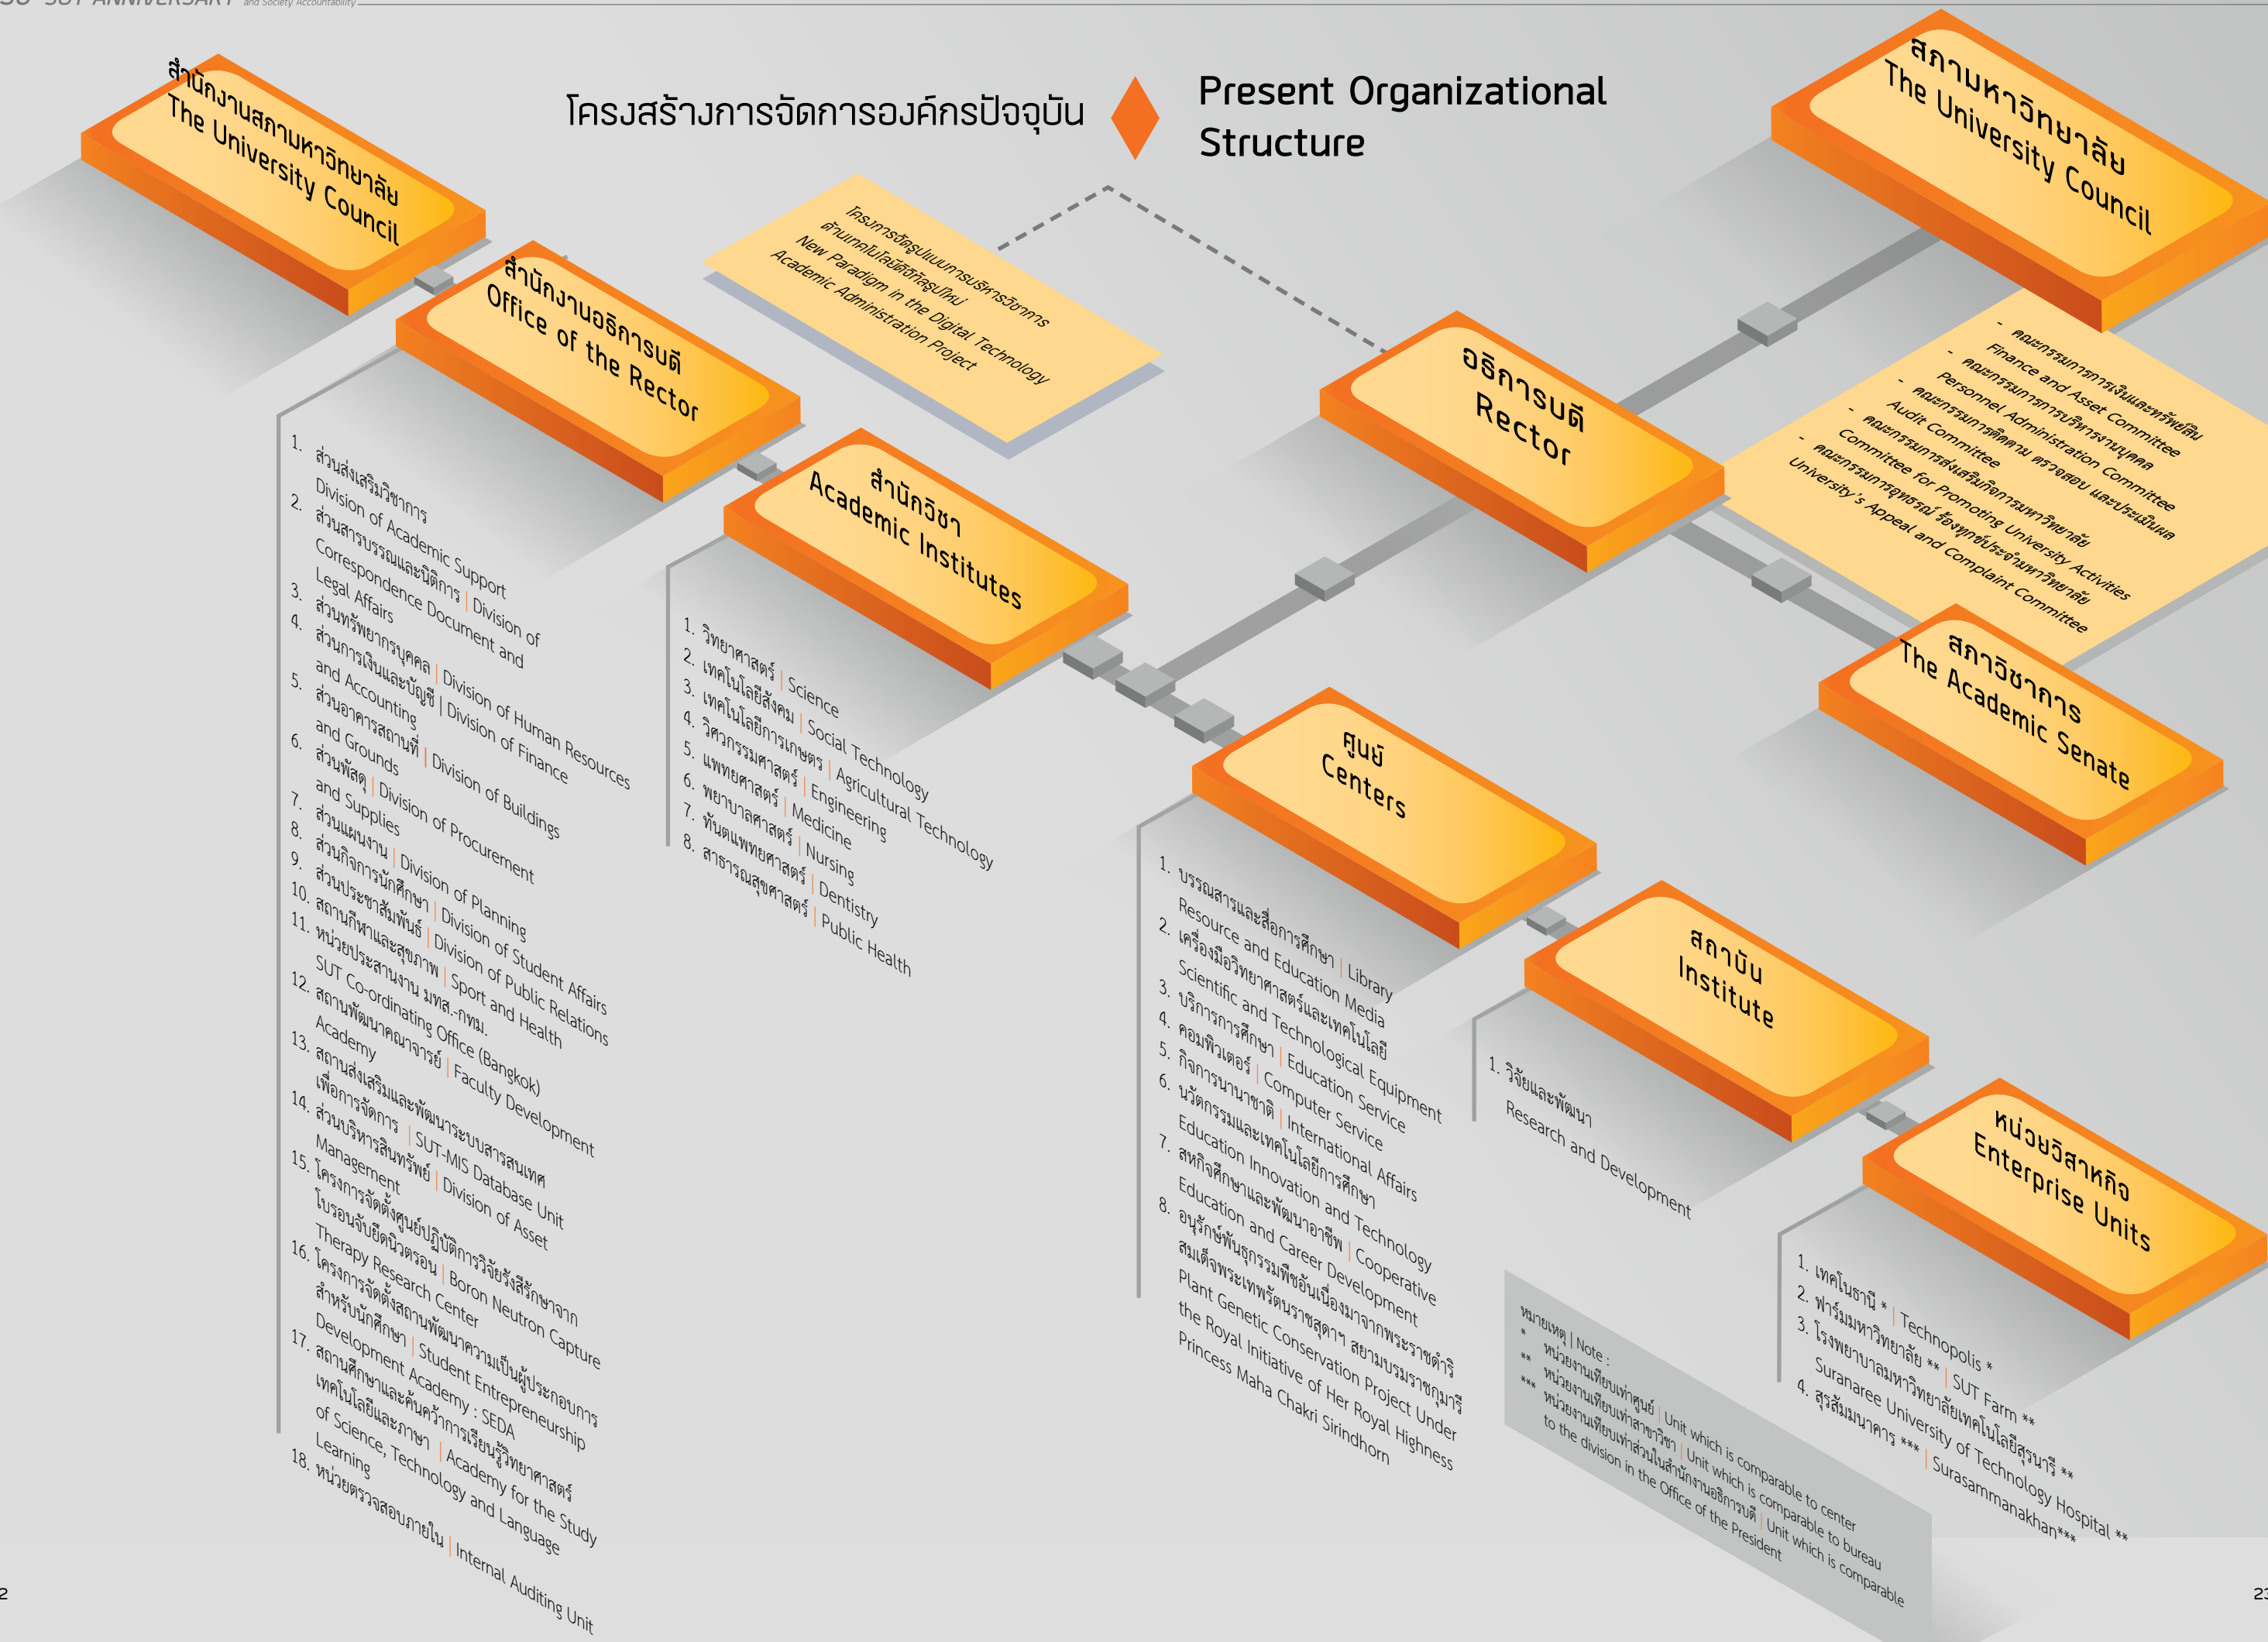 SUT ANNIVERSARY and Society Accountability
โครงสร้างการจัดการองค์กรปัจจุบัน
Present Organizational
Structure
สภามหาวิทยาลัย
The University Council
- คณะกรรมการการเงินและทรัพย์สิน
Finance and Asset Committee
- คณะกรรมการการบริหารงานบุคคล
Personnel Administration Committee
- คณะกรรมการติดตาม ตรวจสอบ และประเมินผล
Audit Committee
- คณะกรรมการส่งเสริมกิจการมหาวิทยาลัย
Committee for Promoting University Activities
- คณะกรรมการอุทธรณ์ ร้องทุกข์ประจำมหาวิทยาลัย
University's Appeal and Complaint Committee
อธิการบดี
Rector
สภาวิชาการ
The Academic Senate
โครงการจัดรูปแบบการบริหารวิชาการ
ด้านเทคโนโลยีดิจิทัลรูปใหม่
New Paradigm in the Digital Technology
Academic Administration Project
สำนักงานสภามหาวิทยาลัย
The University Council
สำนักงานอธิการบดี
Office of the Rector
1. ส่วนส่งเสริมวิชาการ
Division of Academic Support
2. ส่วนสารบรรณและนิติการ | Division of
Correspondence Document and
Legal Affairs
3. ส่วนทรัพยากรบุคคล | Division of Human Resources
4. ส่วนการเงินและบัญชี | Division of Finance
and Accounting
5. ส่วนอาคารสถานที่ | Division of Buildings
and Grounds
6. ส่วนพัสดุ | Division of Procurement
and Supplies
7. ส่วนแผนงาน | Division of Planning
8. ส่วนกิจการนักศึกษา | Division of Student Affairs
9. ส่วนประชาสัมพันธ์ | Division of Public Relations
10. สถานกีฬาและสุขภาพ | Sport and Health
11. หน่วยประสานงาน มทส.-กทม.
SUT Co-ordinating Office (Bangkok)
12. สถานพัฒนาคณาจารย์ | Faculty Development
Academy
13. สถานส่งเสริมและพัฒนาระบบสารสนเทศ
เพื่อการจัดการ | SUT-MIS Database Unit
14. ส่วนบริหารสินทรัพย์ | Division of Asset
Management
15. โครงการจัดตั้งศูนย์ปฏิบัติการวิจัยรังสีรักษาจาก
โบรอนจับยึดนิวตรอน | Boron Neutron Capture
Therapy Research Center
16. โครงการจัดตั้งสถานพัฒนาความเป็นผู้ประกอบการ
สำหรับนักศึกษา | Student Entrepreneurship
Development Academy : SEDA
17. สถานศึกษาและค้นคว้าการเรียนรู้วิทยาศาสตร์
เทคโนโลยีและภาษา | Academy for the Study
of Science, Technology and Language
Learning
18. หน่วยตรวจสอบภายใน | Internal Auditing Unit
สำนักวิชา
Academic Institutes
1. วิทยาศาสตร์ | Science
2. เทคโนโลยีสังคม | Social Technology
3. เทคโนโลยีการเกษตร | Agricultural Technology
4. วิศวกรรมศาสตร์ | Engineering
5. แพทยศาสตร์ | Medicine
6. พยาบาลศาสตร์ | Nursing
7. ทันตแพทยศาสตร์ | Dentistry
8. สาธารณสุขศาสตร์ | Public Health
ศูนย์
Centers
1. บรรณสารและสื่อการศึกษา | Library
Resource and Education Media
2. เครื่องมือวิทยาศาสตร์และเทคโนโลยี
Scientific and Technological Equipment
3. บริการการศึกษา | Education Service
4. คอมพิวเตอร์ | Computer Service
5. กิจการนานาชาติ | International Affairs
6. นวัตกรรมและเทคโนโลยีการศึกษา
Education Innovation and Technology
7. สหกิจศึกษาและพัฒนาอาชีพ | Cooperative
Education and Career Development
8. อนุรักษ์พันธุกรรมพืชอันเนื่องมาจากพระราชดำริ
สมเด็จพระเทพรัตนราชสุดาฯ สยามบรมราชกุมารี
Plant Genetic Conservation Project Under
the Royal Initiative of Her Royal Highness
Princess Maha Chakri Sirindhorn
สถาบัน
Institute
1. วิจัยและพัฒนา
Research and Development
หน่วยวิสาหกิจ
Enterprise Units
1. เทคโนธานี * | Technopolis *
2. ฟาร์มมหาวิทยาลัย ** | SUT Farm **
3. โรงพยาบาลมหาวิทยาลัยเทคโนโลยีสุรนารี **
Suranaree University of Technology Hospital **
4. สุรสัมมนาคาร *** | Surasammanakhan***
หมายเหตุ | Note :
* หน่วยงานเทียบเท่าศูนย์ | Unit which is comparable to center
** หน่วยงานเทียบเท่าสาขาวิชา | Unit which is comparable to bureau
*** หน่วยงานเทียบเท่าส่วนในสำนักงานอธิการบดี | Unit which is comparable
to the division in the Office of the President
2
23